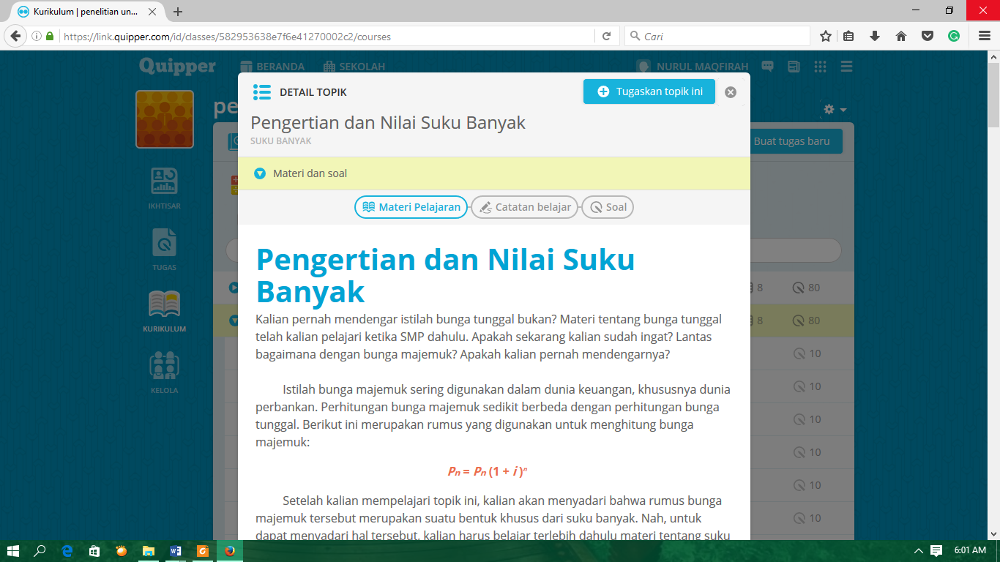 Kurikulum | penelitian un...
https://link.quipper.com/id/classes/582953638e7f6e41270002c2/courses
Cari
Quipper
BERANDA
SEKOLAH
NURUL MAQFIRAH
DETAIL TOPIK
Tugaskan topik ini
pe
Pengertian dan Nilai Suku Banyak
SUKU BANYAK
Buat tugas baru
Materi dan soal
IKHTISAR
Materi Pelajaran
Catatan belajar
Soal
TUGAS
KURIKULUM
KELOLA
Pengertian dan Nilai Suku
Banyak
8 80
8 80
Kalian pernah mendengar istilah bunga tunggal bukan? Materi tentang bunga tunggal
telah kalian pelajari ketika SMP dahulu. Apakah sekarang kalian sudah ingat? Lantas
bagaimana dengan bunga majemuk? Apakah kalian pernah mendengarnya?
Istilah bunga majemuk sering digunakan dalam dunia keuangan, khususnya dunia
perbankan. Perhitungan bunga majemuk sedikit berbeda dengan perhitungan bunga
tunggal. Berikut ini merupakan rumus yang digunakan untuk menghitung bunga
majemuk:
Pₙ = Pₙ (1 + i )ⁿ
Setelah kalian mempelajari topik ini, kalian akan menyadari bahwa rumus bunga
majemuk tersebut merupakan suatu bentuk khusus dari suku banyak. Nah, untuk
dapat menyadari hal tersebut, kalian harus belajar terlebih dahulu materi tentang suku
10
10
10
10
10
10
6:01 AM